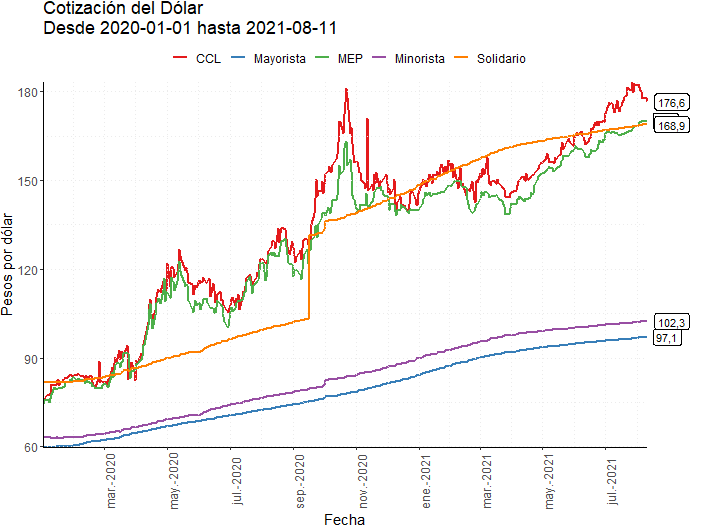 Cotización del Dólar
Desde 2020-01-01 hasta 2021-08-11
CCL Mayorista MEP Minorista Solidario
Pesos por dólar
180
150
120
90
60
176,6
168,9
102,3
97,1
mar.-2020
may.-2020
jul.-2020
sep.-2020
nov.-2020
ene.-2021
mar.-2021
may.-2021
jul.-2021
Fecha